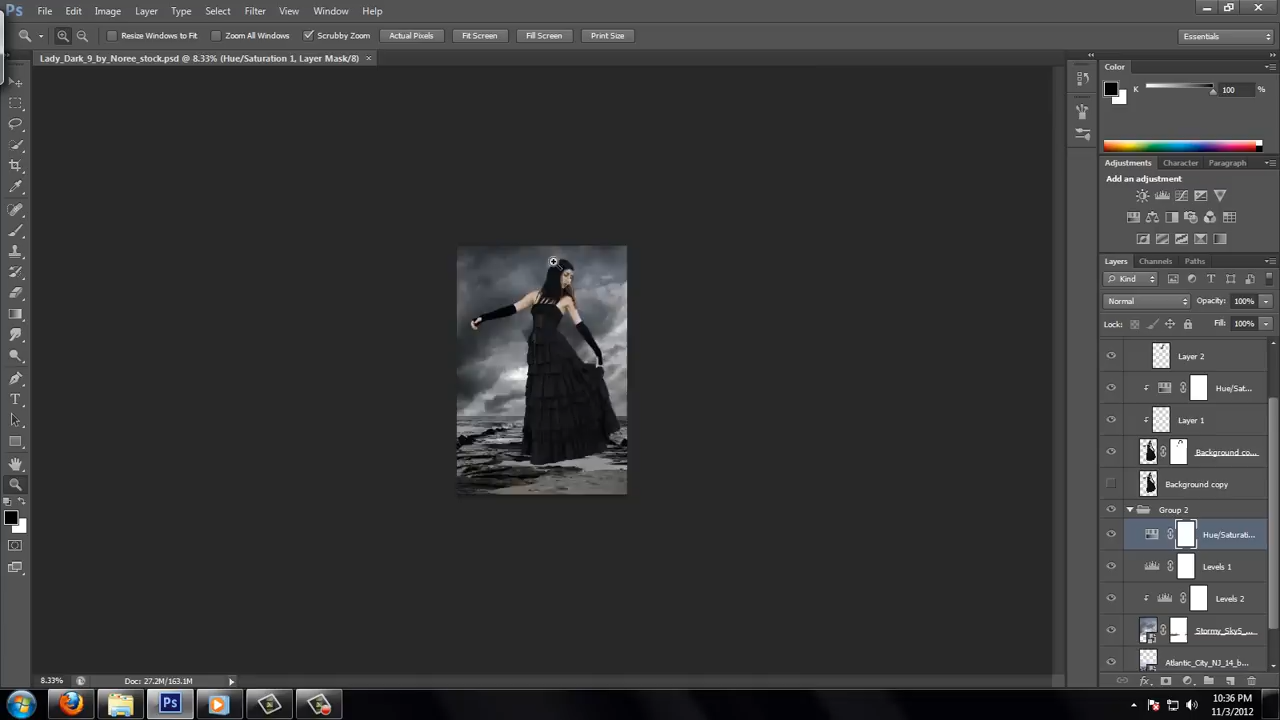 Ps File Edit Image Layer Type Select Filter View Window Help
Resize Windows to Fit Zoom All Windows Scrubby Zoom Actual Pixels Fit Screen Fill Screen Print Size Essentials
Lady_Dark_9_by_Noree_stock.psd @ 8.33% (Hue/Saturation 1, Layer Mask/8) ×
Color
K 100 %
Adjustments Character Paragraph
Add an adjustment
Layers Channels Paths
Kind
Normal Opacity: 100%
Lock: Fill: 100%
Layer 2
Hue/Sat...
Layer 1
Background co...
Background copy
Group 2
Hue/Saturati...
Levels 1
Levels 2
Stormy_Sky5_...
Atlantic_City_NJ_14_b...
8.33% Doc: 27.2M/163.1M
Ps
10:36 PM
11/3/2012